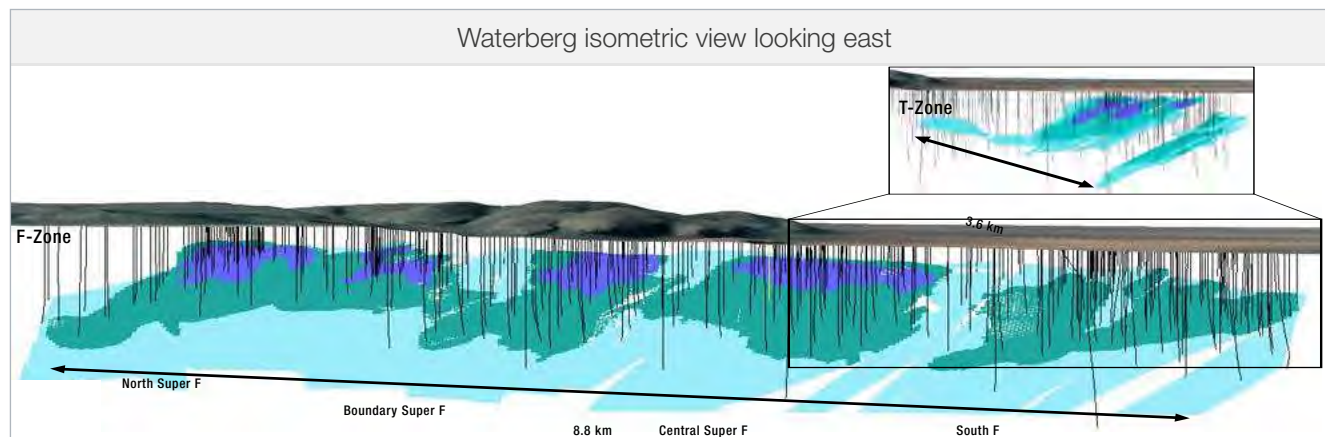 Waterberg isometric view looking east
T-Zone
3.6 km
F-Zone
North Super F
Boundary Super F
8.8 km
Central Super F
South F